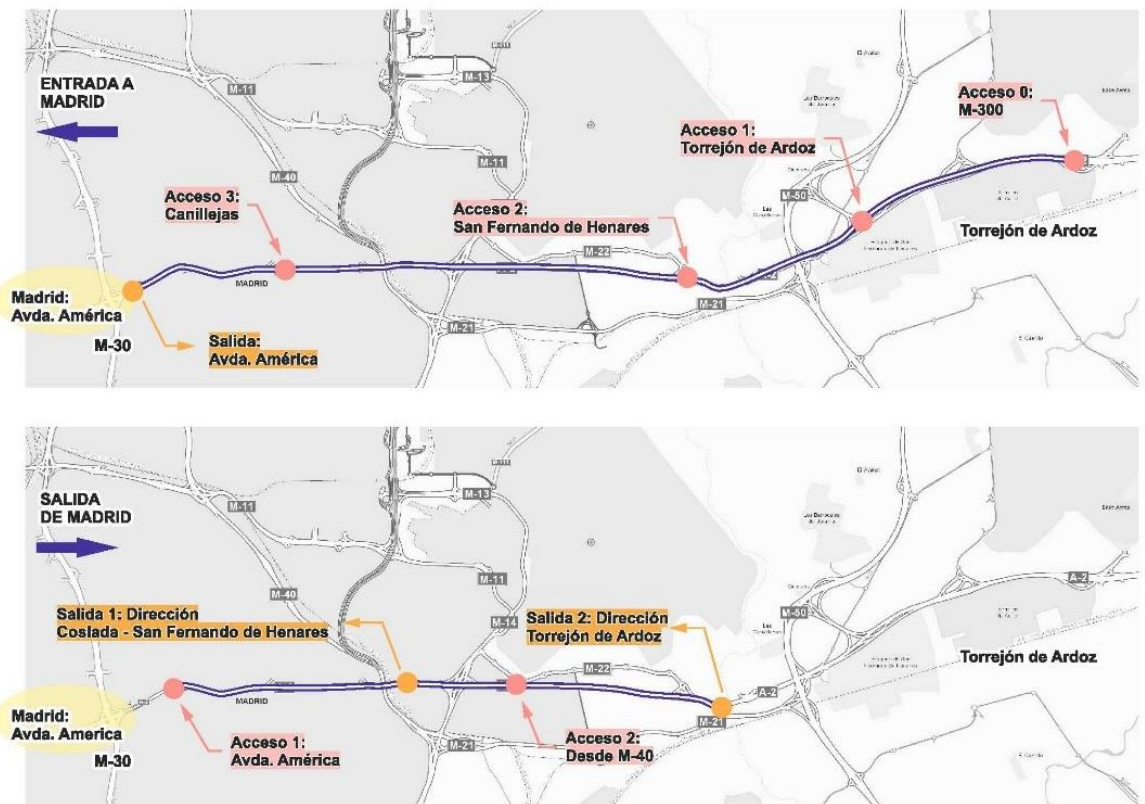 ENTRADA A
MADRID
M-11
M-13
M-40
M-11
Acceso 0:
M-300
Acceso 1:
Torrejón de Ardoz
Acceso 3:
Canillejas
Acceso 2:
San Fernando de Henares
M-50
M-22
Torrejón de Ardoz
MADRID
M-21
M-21
Madrid:
Avda. América
M-30
Salida:
Avda. América
SALIDA
DE MADRID
M-11
M-13
M-40
M-11
M-14
A-2
Salida 1: Dirección
Coslada - San Fernando de Henares
Salida 2: Dirección
Torrejón de Ardoz
M-50
M-22
Torrejón de Ardoz
MADRID
A-2
M-21
M-21
Madrid:
Avda. America
M-30
Acceso 1:
Avda. América
Acceso 2:
Desde M-40